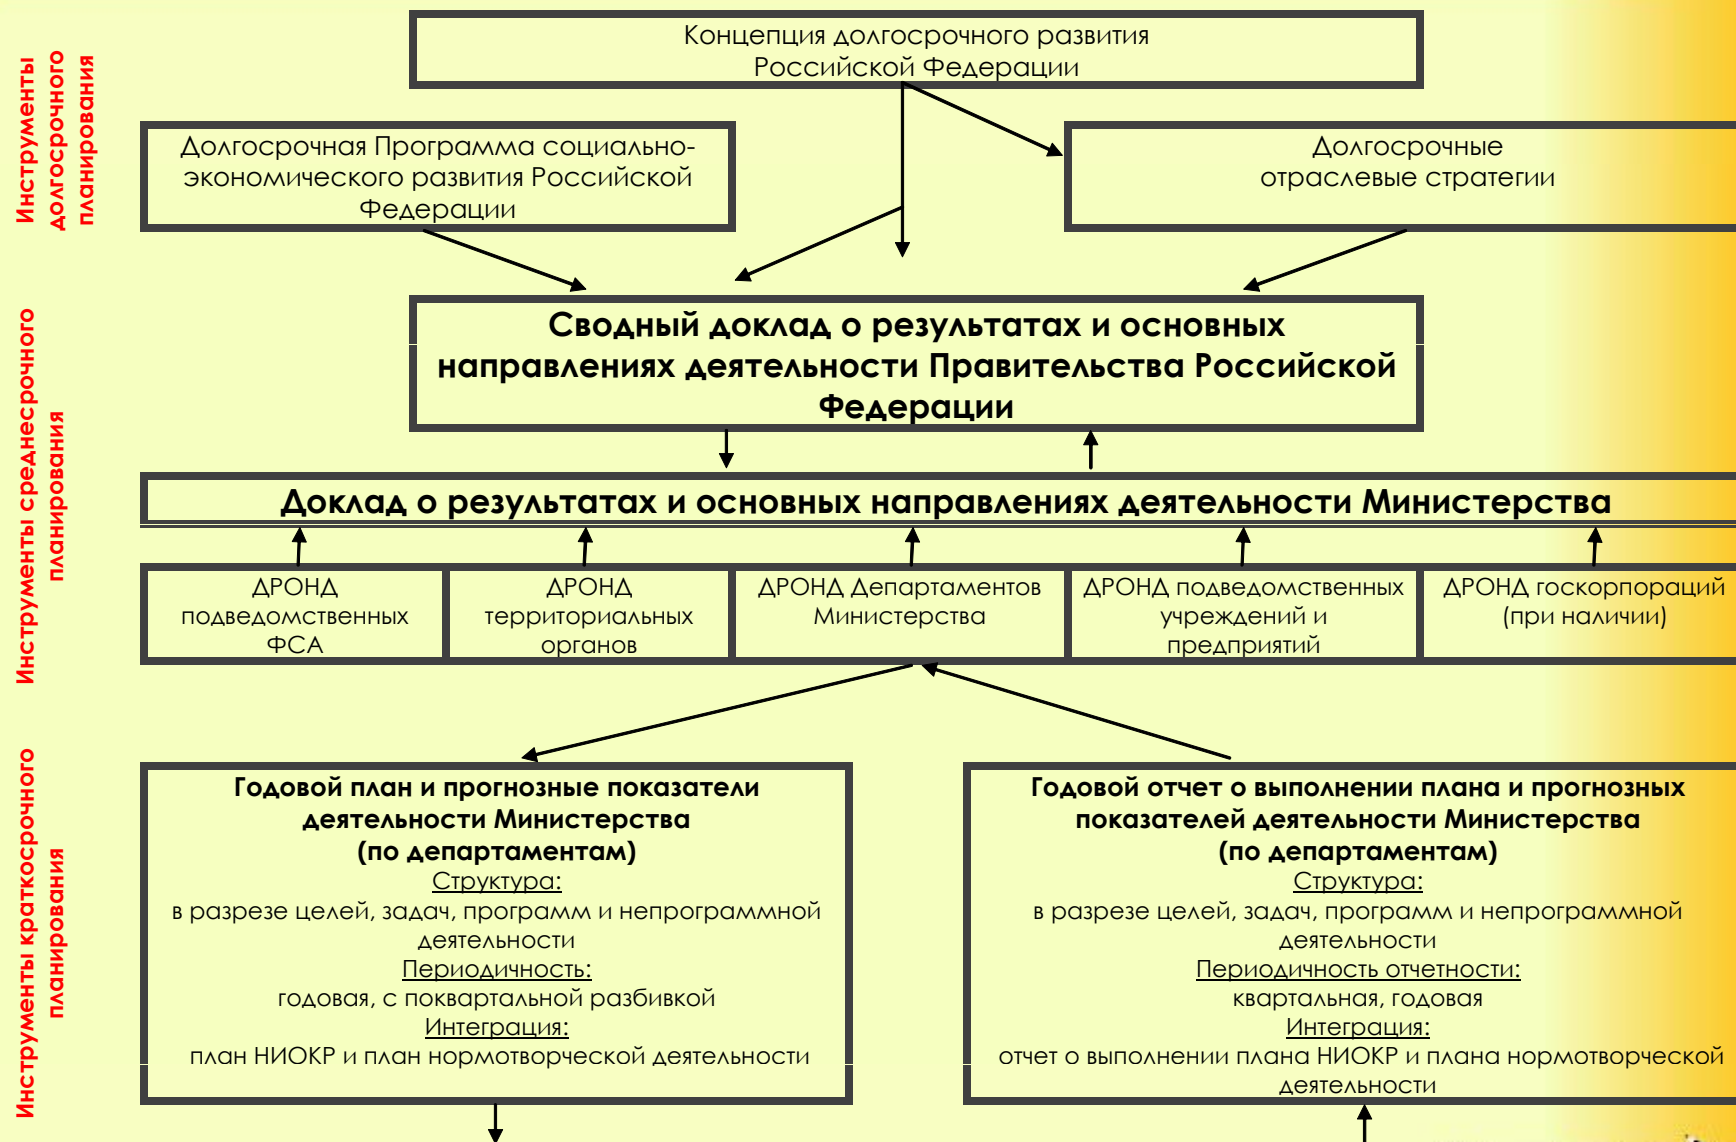 Инструменты
долгосрочного
планирования
Концепция долгосрочного развития
Российской Федерации
Долгосрочная Программа социально-
экономического развития Российской
Федерации
Долгосрочные
отраслевые стратегии
Инструменты среднесрочного
планирования
Сводный доклад о результатах и основных
направлениях деятельности Правительства Российской
Федерации
Доклад о результатах и основных направлениях деятельности Министерства
ДРОНД
подведомственных
ФСА
ДРОНД
территориальных
органов
ДРОНД Департаментов
Министерства
ДРОНД подведомственных
учреждений и
предприятий
ДРОНД госкорпораций
(при наличии)
Инструменты краткосрочного
планирования
Годовой план и прогнозные показатели
деятельности Министерства
(по департаментам)
Структура:
в разрезе целей, задач, программ и непрограммной
деятельности
Периодичность:
годовая, с поквартальной разбивкой
Интеграция:
план НИОКР и план нормотворческой деятельности
Годовой отчет о выполнении плана и прогнозных
показателей деятельности Министерства
(по департаментам)
Структура:
в разрезе целей, задач, программ и непрограммной
деятельности
Периодичность отчетности:
квартальная, годовая
Интеграция:
отчет о выполнении плана НИОКР и плана нормотворческой
деятельности